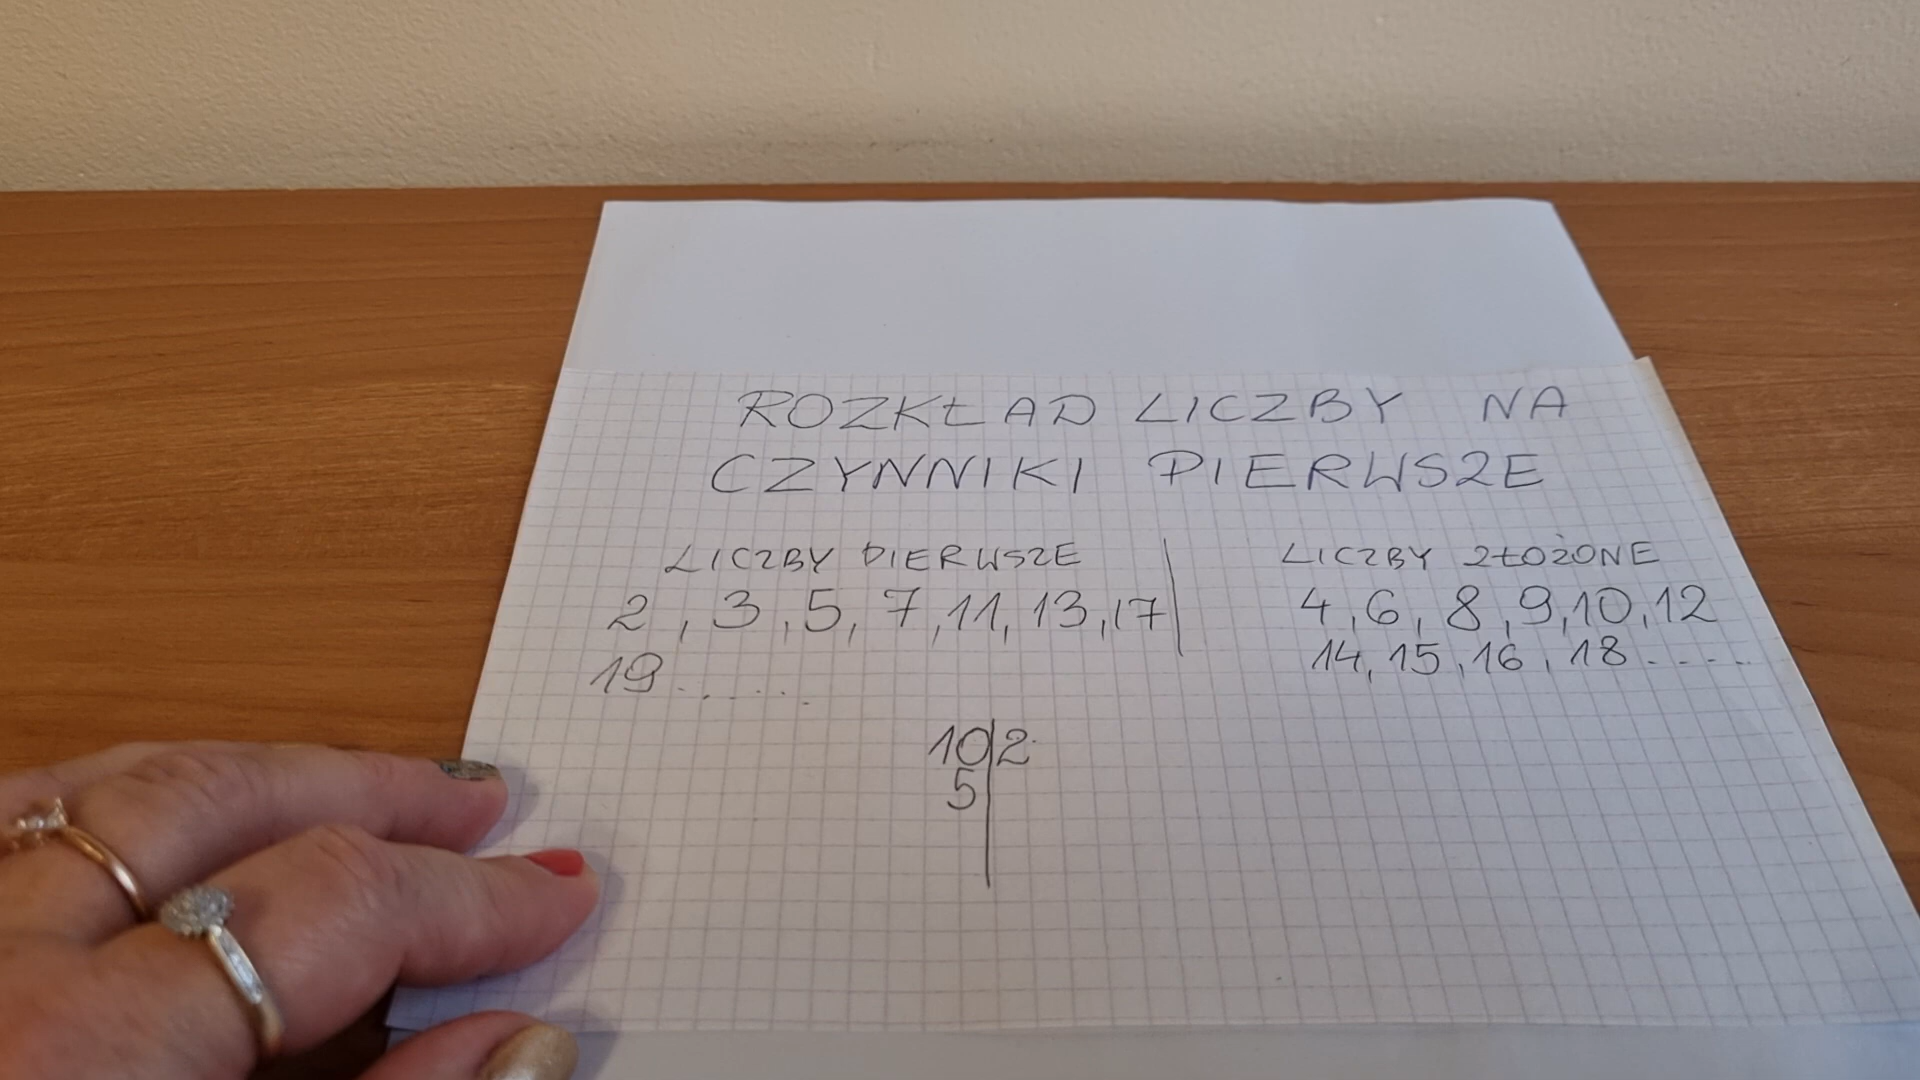 ROZKŁAD LICZBY NA
CZYNNIKI PIERWSZE
LICZBY PIERWSZE
2, 3, 5, 7, 11, 13, 17
19......
LICZBY ZŁOŻONE
4, 6, 8, 9, 10, 12
14, 15, 16, 18.....
10|2
5|